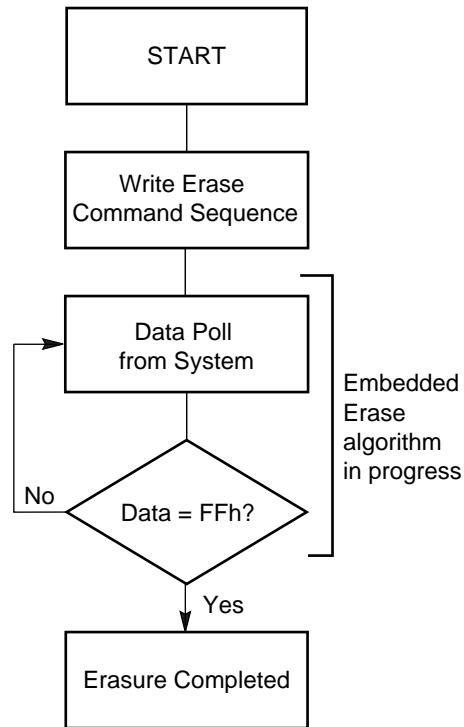 START
Write Erase
Command Sequence
Data Poll
from System
Embedded
Erase
algorithm
in progress
No
Data = FFh?
Yes
Erasure Completed